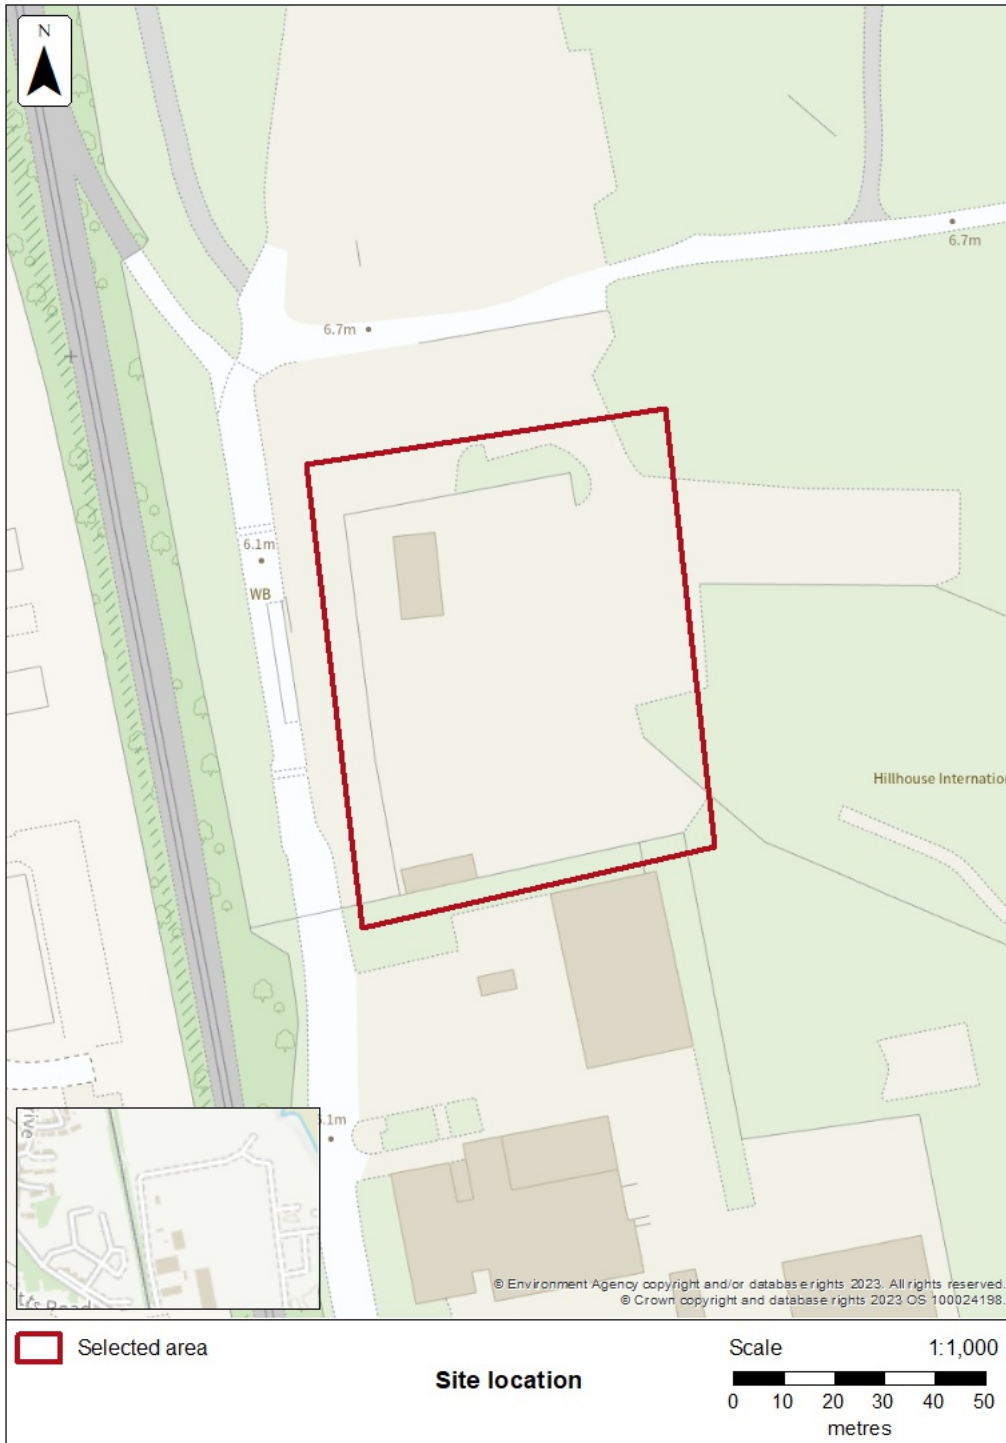 N
6.7m
6.7m
6.1m
WB
Hillhouse Internation
.1m
rive
t's Road
© Environment Agency copyright and/or database rights 2023. All rights reserved.
© Crown copyright and database rights 2023 OS 100024198.
Selected area
Site location
Scale 1:1,000
0 10 20 30 40 50
metres